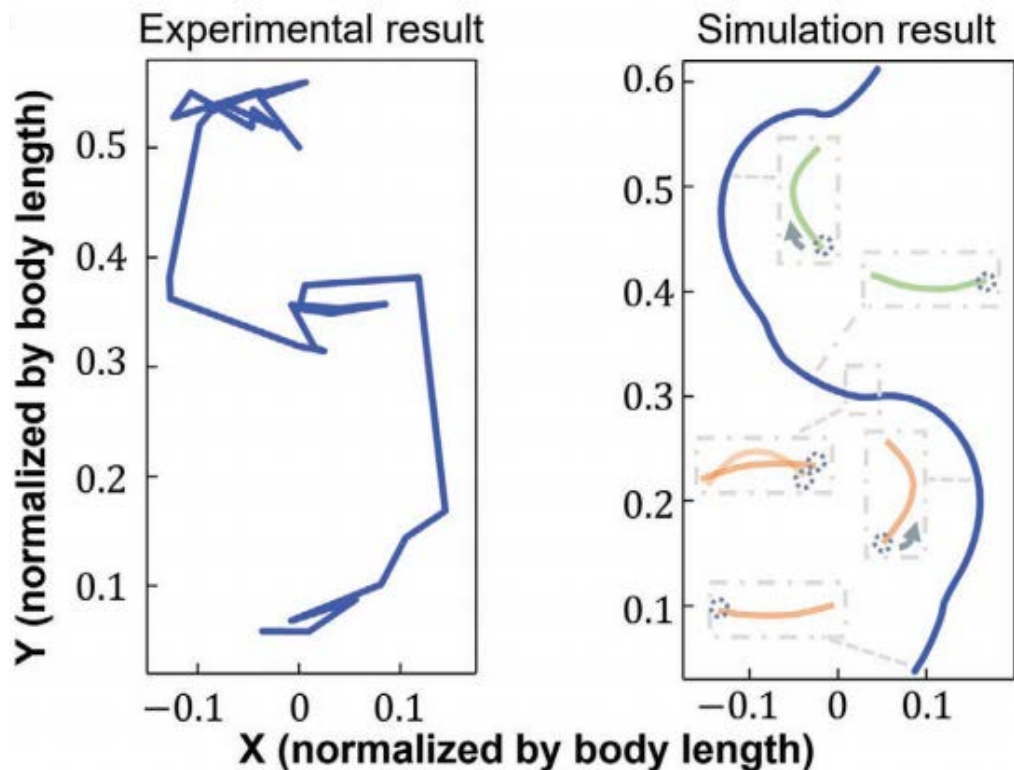 Experimental result
Simulation result
Y (normalized by body length)
0.5
0.4
0.3
0.2
0.1
−0.1 0 0.1
0.6
0.5
0.4
0.3
0.2
0.1
−0.1 0 0.1
X (normalized by body length)